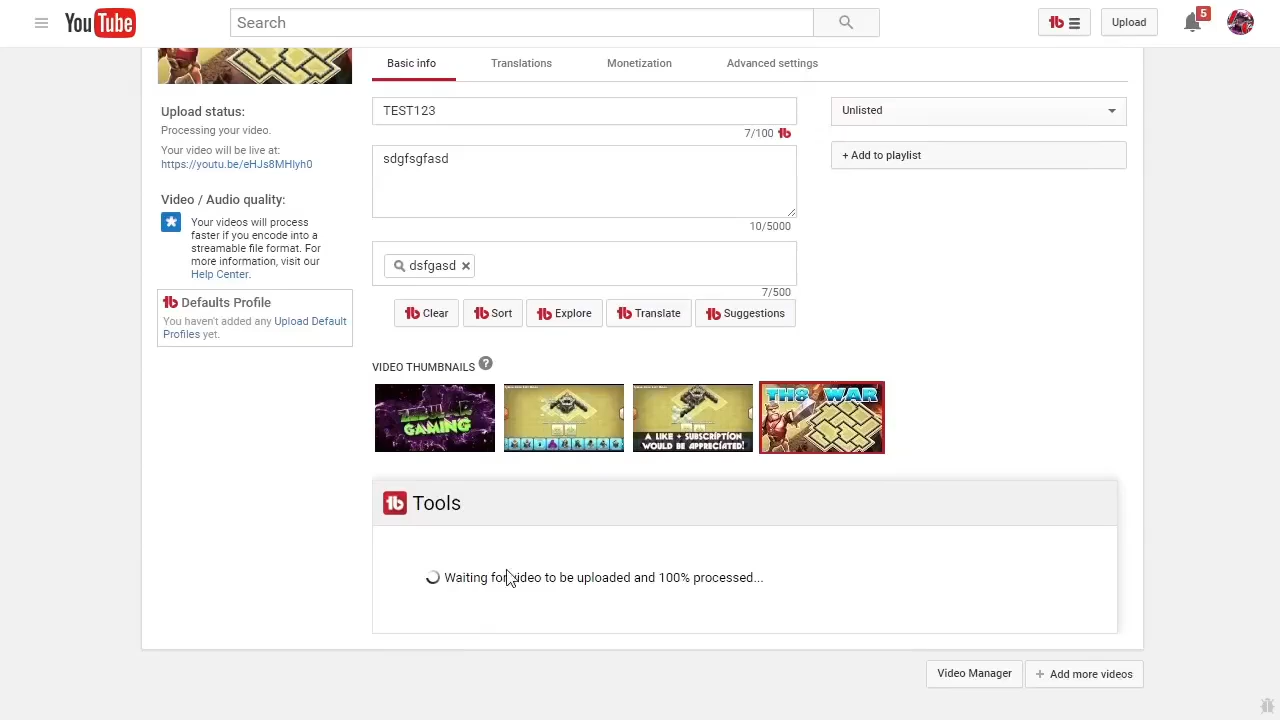 YouTube
Search
Upload
5
Basic info
Translations
Monetization
Advanced settings
Upload status:
Processing your video.
Your video will be live at:
https://youtu.be/eHJs8MHlyh0
Video / Audio quality:
Your videos will process
faster if you encode into a
streamable file format. For
more information, visit our
Help Center.
Defaults Profile
You haven't added any Upload Default
Profiles yet.
TEST123
7/100
sdgfsgfasd
10/5000
dsfgasd
7/500
Clear
Sort
Explore
Translate
Suggestions
Unlisted
+ Add to playlist
VIDEO THUMBNAILS
GAMING
A LIKE + SUBSCRIPTION
WOULD BE APPRECIATED!
TH8 WAR
Tools
Waiting for video to be uploaded and 100% processed...
Video Manager
+ Add more videos